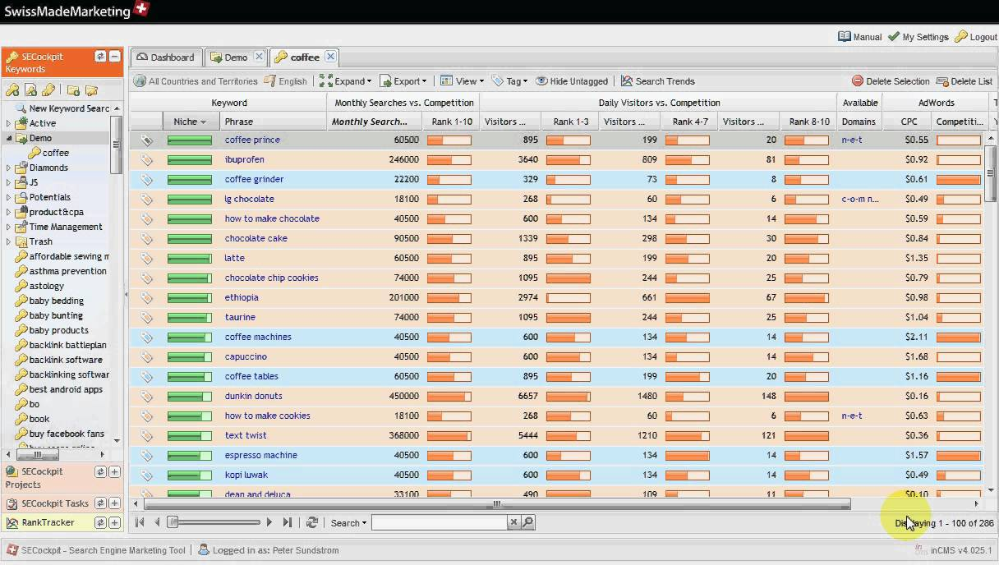 SwissMadeMarketing
Manual My Settings Logout
SECockpit
Keywords
Dashboard Demo coffee
All Countries and Territories English Expand Export View Tag Hide Untagged Search Trends Delete Selection Delete List
New Keyword Searc
Active
Demo
coffee
Diamonds
JS
Potentials
product&cpa
Time Management
Trash
affordable sewing m
asthma prevention
astology
baby bedding
baby bunting
baby products
backlink battleplan
backlink software
backlinking softwar
best android apps
bo
book
buy facebook fans
SECockpit
Projects
SECockpit Tasks
RankTracker
Keyword Monthly Searches vs. Competition Daily Visitors vs. Competition Available AdWords
Niche Phrase Monthly Search... Rank 1-10 Visitors ... Rank 1-3 Visitors ... Rank 4-7 Visitors ... Rank 8-10 Domains CPC Competiti...
coffee prince 60500 895 199 20 n-e-t $0.55
ibuprofen 246000 3640 809 81 $0.92
coffee grinder 22200 329 73 8 $0.61
lg chocolate 18100 268 60 6 c-o-m n... $0.49
how to make chocolate 40500 600 134 14 $0.59
chocolate cake 90500 1339 298 30 $0.84
latte 60500 895 199 20 $1.35
chocolate chip cookies 74000 1095 244 25 $0.79
ethiopia 201000 2974 661 67 $0.98
taurine 74000 1095 244 25 $1.04
coffee machines 40500 600 134 14 $2.11
capuccino 40500 600 134 14 $1.68
coffee tables 60500 895 199 20 $1.16
dunkin donuts 450000 6657 1480 148 $0.16
how to make cookies 18100 268 60 6 n-e-t $0.63
text twist 368000 5444 1210 121 $0.36
espresso machine 40500 600 134 14 $1.57
kopi luwak 40500 600 134 14 $0.49
dean and deluca 33100 490 109 11 $0.10
Search Displaying 1 - 100 of 286
SECockpit - Search Engine Marketing Tool Logged in as: Peter Sundstrom inCMS v4.025.1